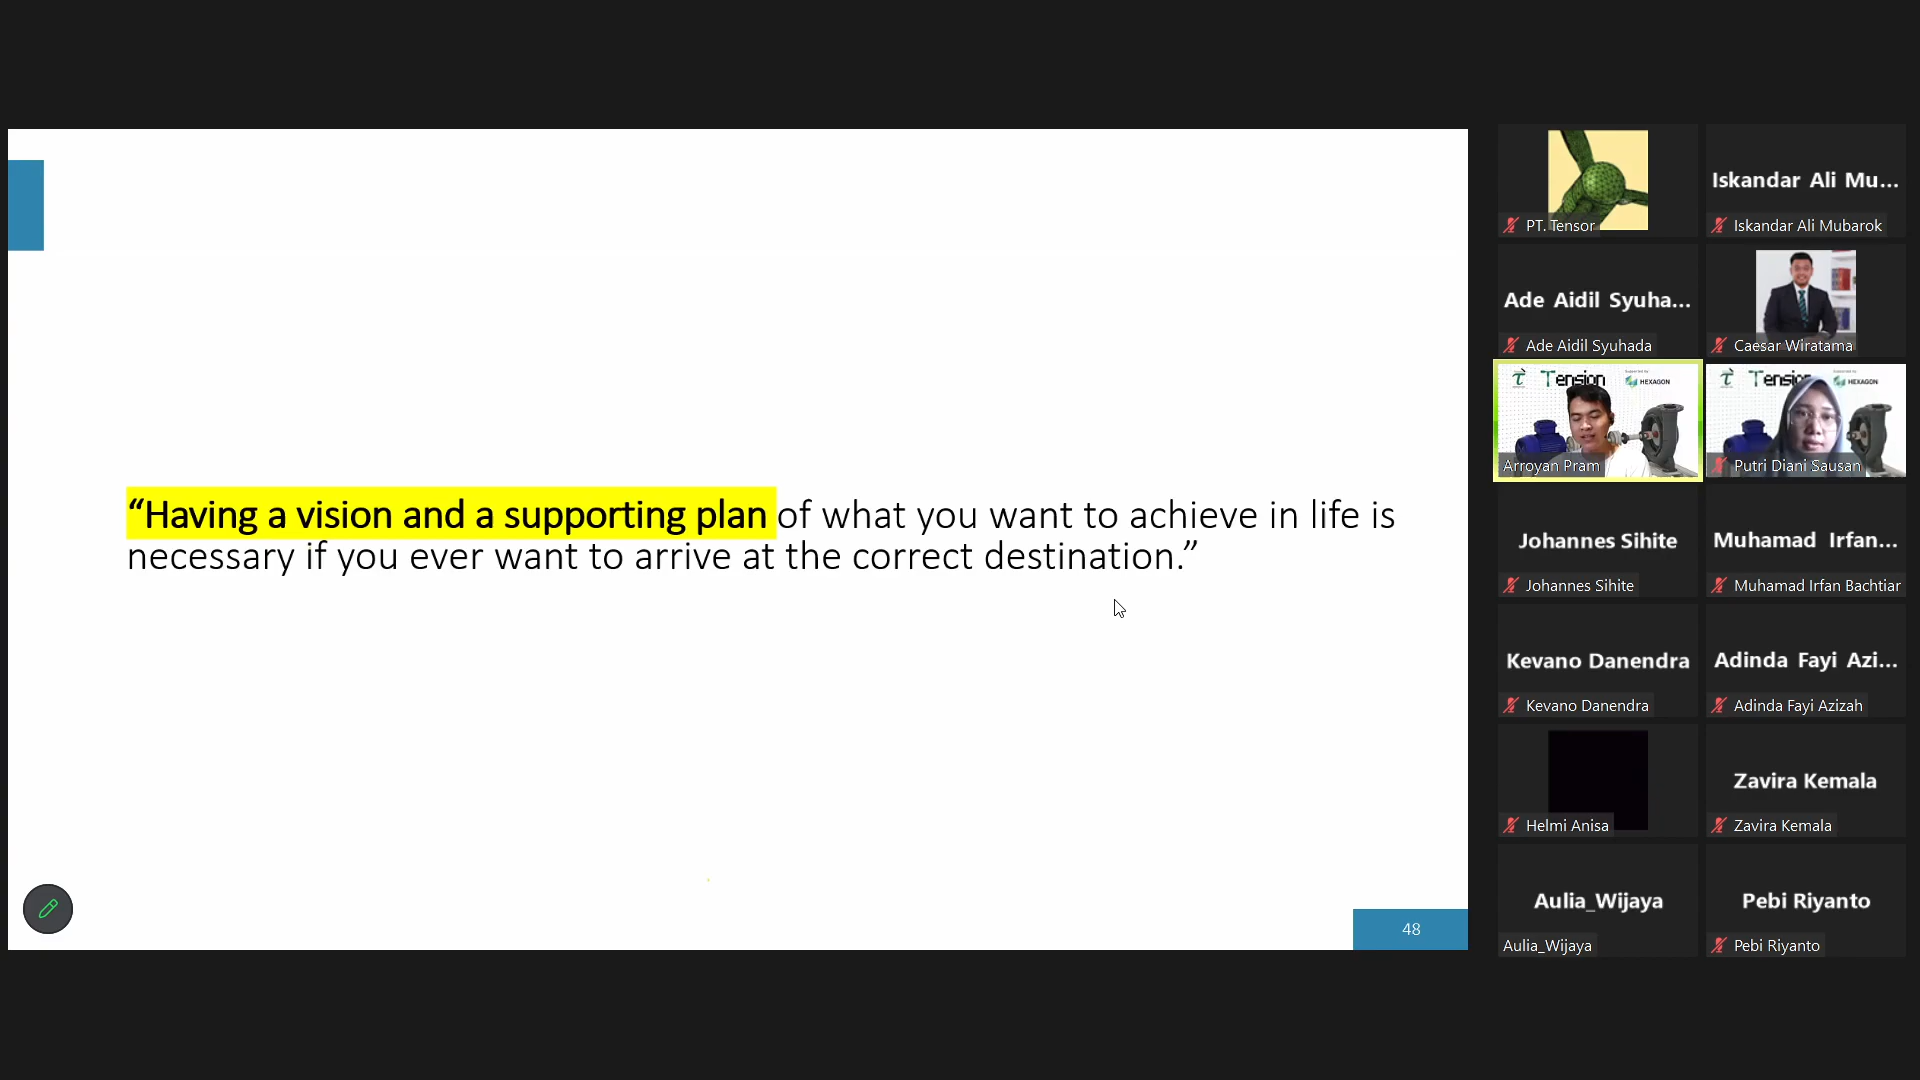 “Having a vision and a supporting plan of what you want to achieve in life is
necessary if you ever want to arrive at the correct destination.”
48
PT. Tensor
Iskandar Ali Mu...
Iskandar Ali Mubarok
Ade Aidil Syuha...
Ade Aidil Syuhada
Caesar Wiratama
Tension
HEXAGON
Arroyan Pram
Tension
HEXAGON
Putri Diani Sausan
Johannes Sihite
Johannes Sihite
Muhamad Irfan...
Muhamad Irfan Bachtiar
Kevano Danendra
Kevano Danendra
Adinda Fayi Azi...
Adinda Fayi Azizah
Helmi Anisa
Zavira Kemala
Zavira Kemala
Aulia_Wijaya
Aulia_Wijaya
Pebi Riyanto
Pebi Riyanto